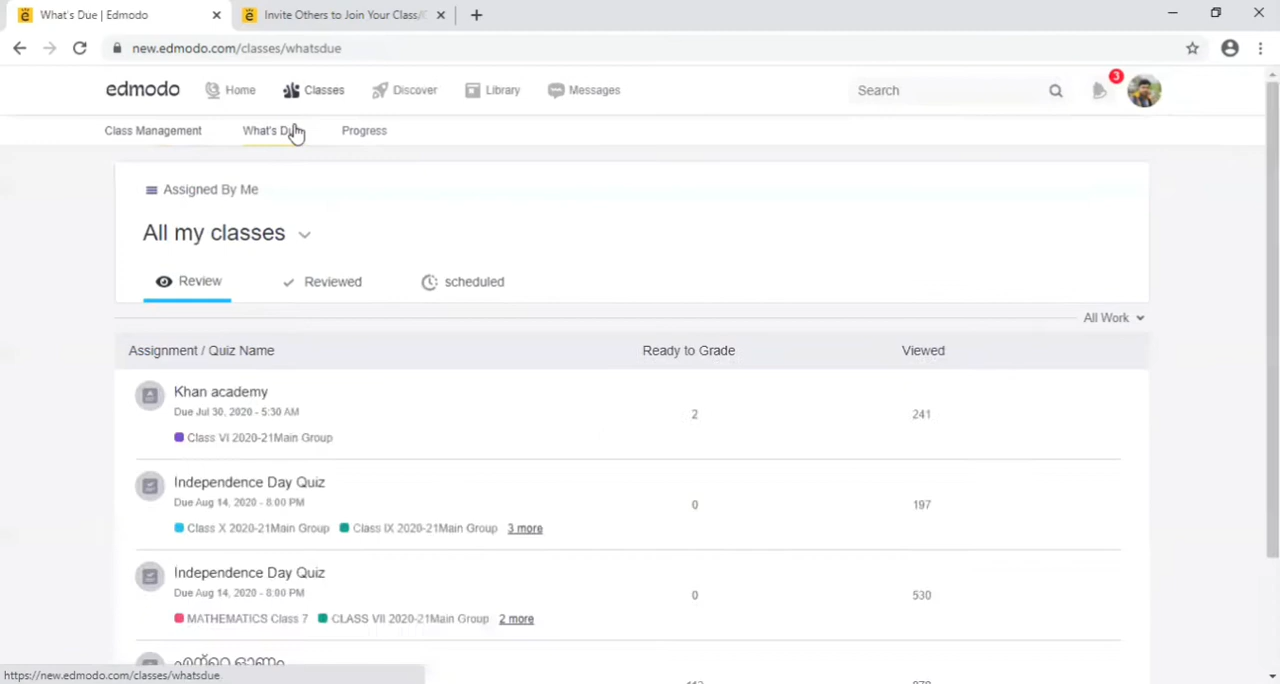 What's Due | Edmodo
Invite Others to Join Your Class/
new.edmodo.com/classes/whatsdue
edmodo Home Classes Discover Library Messages Search 3
Class Management What's Due Progress
Assigned By Me
All my classes
Review Reviewed scheduled
All Work
Assignment / Quiz Name Ready to Grade Viewed
Khan academy
Due Jul 30, 2020 - 5:30 AM
2 241
Class VI 2020-21Main Group
Independence Day Quiz
Due Aug 14, 2020 - 8:00 PM
0 197
Class X 2020-21Main Group Class IX 2020-21Main Group 3 more
Independence Day Quiz
Due Aug 14, 2020 - 8:00 PM
0 530
MATHEMATICS Class 7 CLASS VII 2020-21Main Group 2 more
എന്റെ ഓണം
https://new.edmodo.com/classes/whatsdue